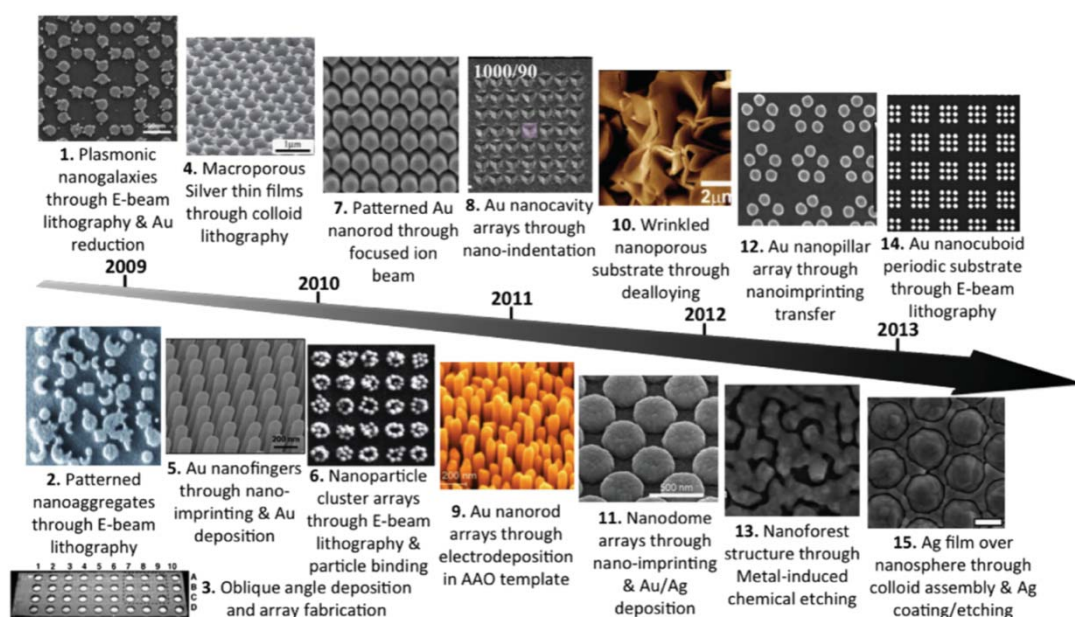 1. Plasmonic
nanogalaxies
through E-beam
lithography & Au
reduction
1µm
4. Macroporous
Silver thin films
through colloid
lithography
7. Patterned Au
nanorod through
focused ion
beam
1000/90
8. Au nanocavity
arrays through
nano-indentation
2µm
10. Wrinkled
nanoporous
substrate through
dealloying
12. Au nanopillar
array through
nanoimprinting
transfer
14. Au nanocuboid
periodic substrate
through E-beam
lithography
2009
2010
2011
2012
2013
2. Patterned
nanoaggregates
through E-beam
lithography
1 2 3 4 5 6 7 8 9 10
A
B
C
D
3. Oblique angle deposition
and array fabrication
200 nm
5. Au nanofingers
through nano-
imprinting & Au
deposition
6. Nanoparticle
cluster arrays
through E-beam
lithography &
particle binding
200 nm
9. Au nanorod
arrays through
electrodeposition
in AAO template
500 nm
11. Nanodome
arrays through
nano-imprinting
& Au/Ag
deposition
13. Nanoforest
structure through
Metal-induced
chemical etching
15. Ag film over
nanosphere through
colloid assembly & Ag
coating/etching